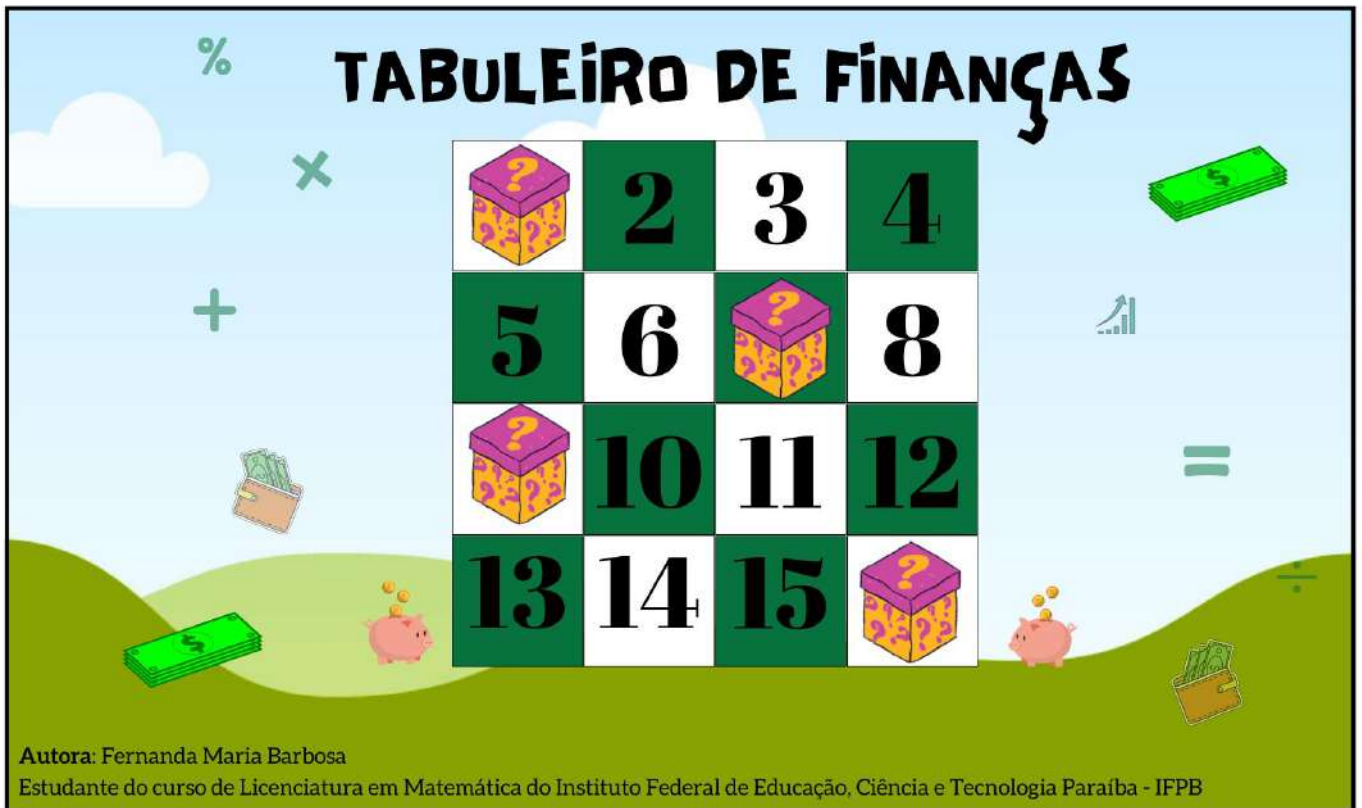 %
TABULEiRO DE FiNANÇAS
×
? 2 3 4
$
+
5 6 ? 8
? 10 11 12
=
13 14 15 ?
÷
$
Autora: Fernanda Maria Barbosa
Estudante do curso de Licenciatura em Matemática do Instituto Federal de Educação, Ciência e Tecnologia Paraíba - IFPB